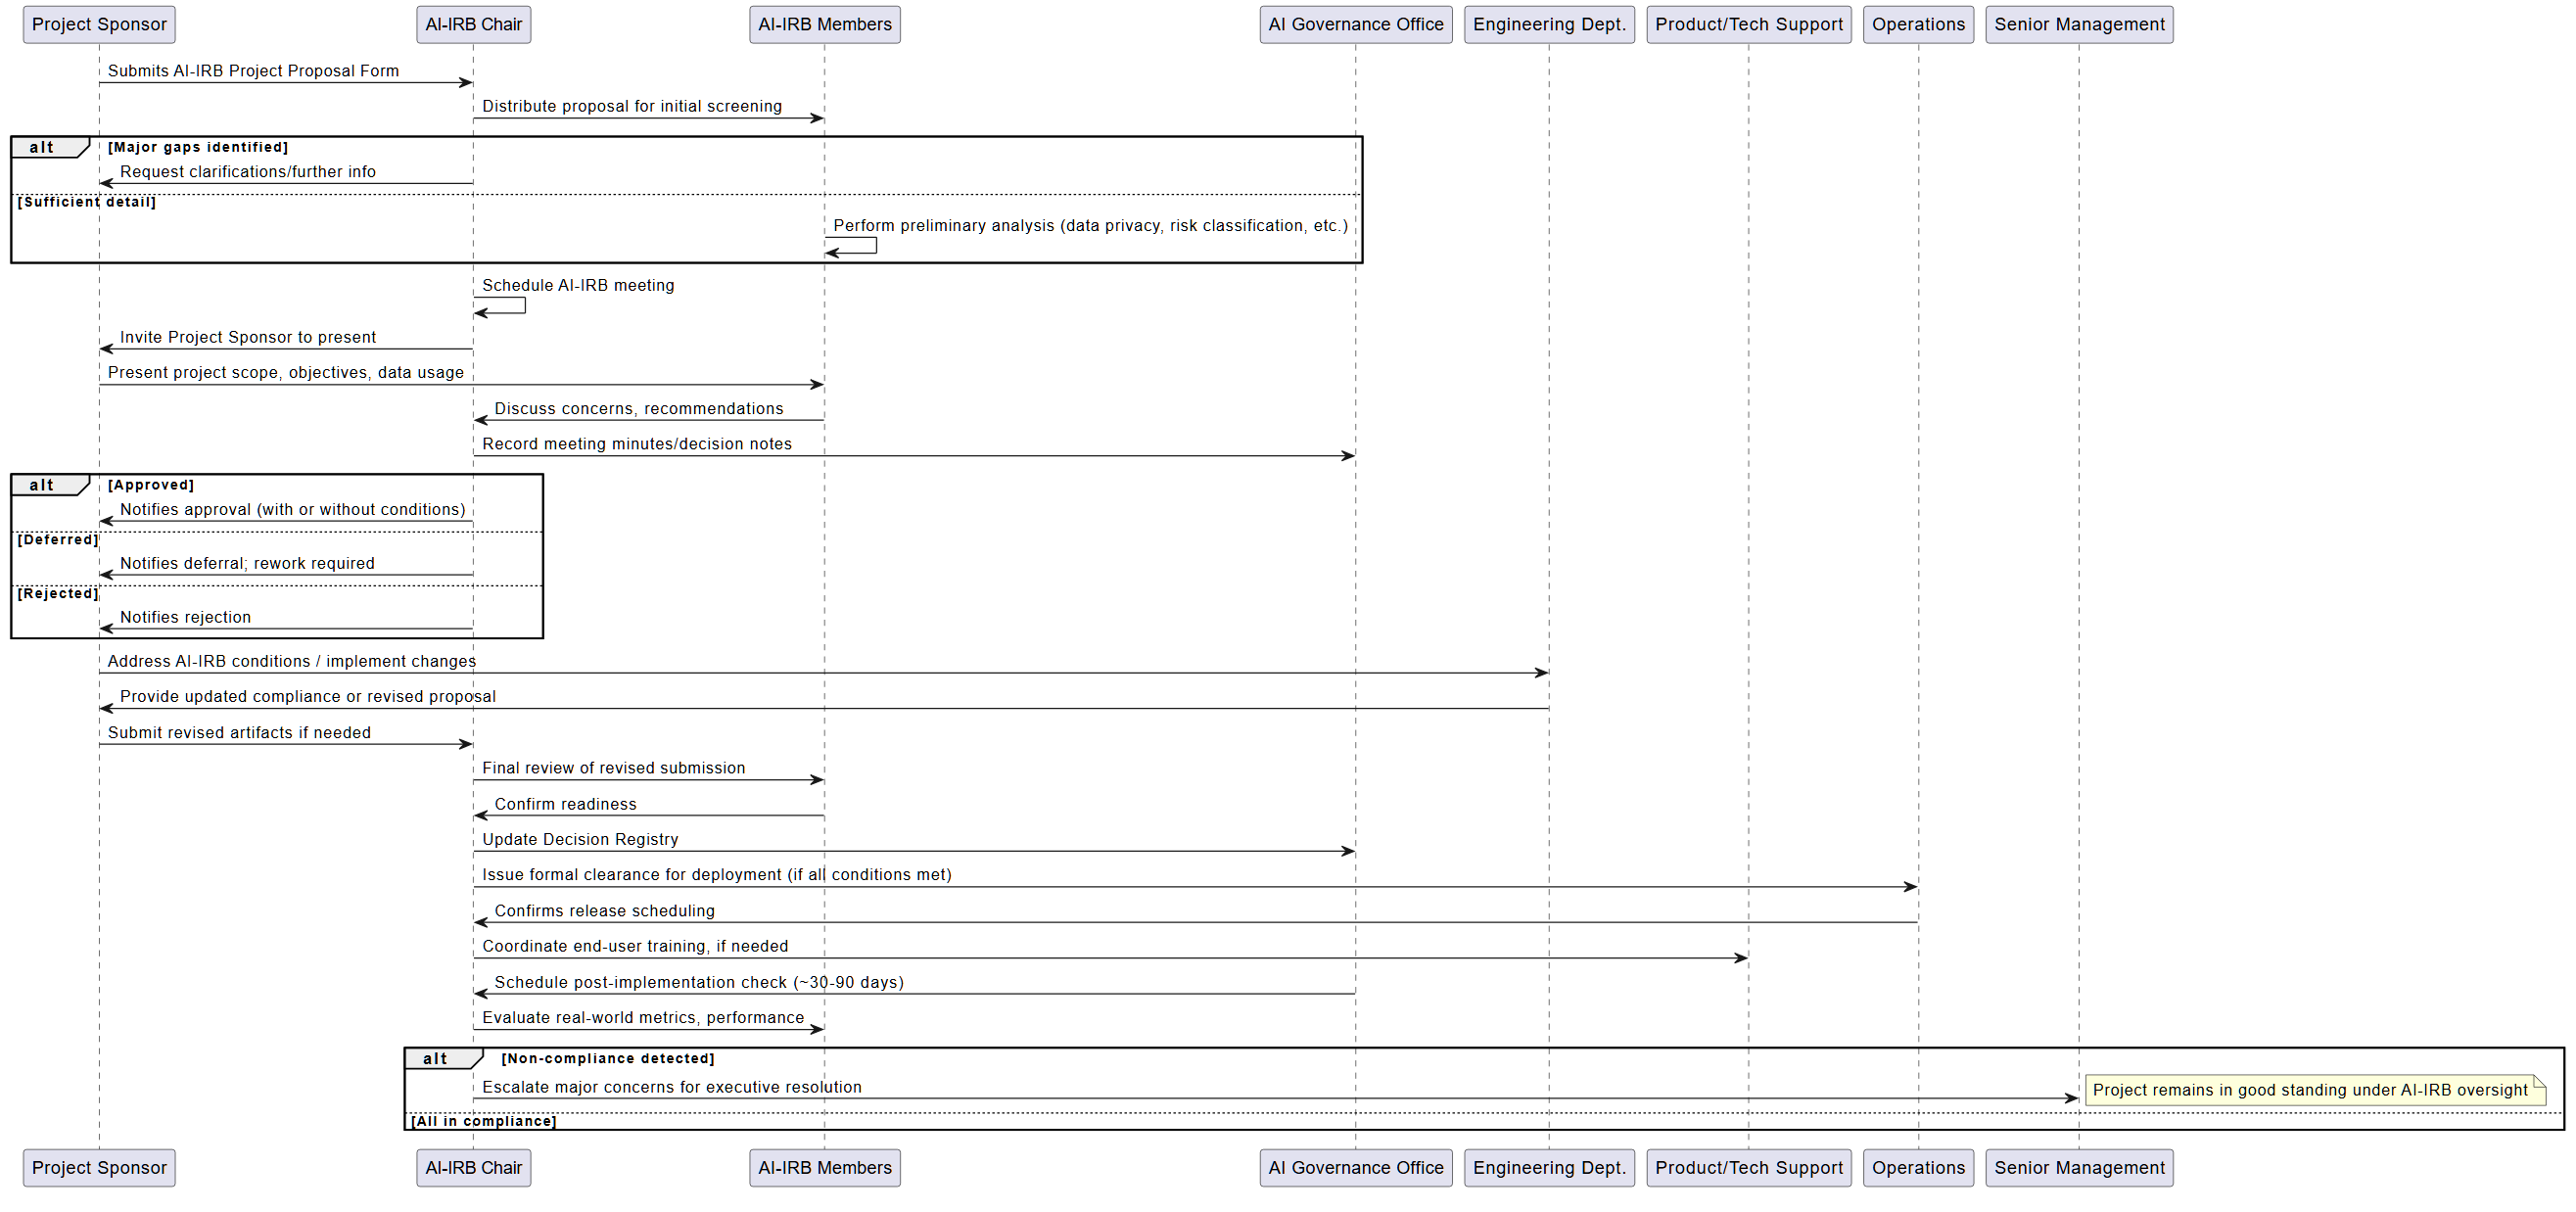 Project Sponsor
AI-IRB Chair
AI-IRB Members
AI Governance Office
Engineering Dept.
Product/Tech Support
Operations
Senior Management
Submits AI-IRB Project Proposal Form
Distribute proposal for initial screening
alt
[Major gaps identified]
Request clarifications/further info
[Sufficient detail]
Perform preliminary analysis (data privacy, risk classification, etc.)
Schedule AI-IRB meeting
Invite Project Sponsor to present
Present project scope, objectives, data usage
Discuss concerns, recommendations
Record meeting minutes/decision notes
alt
[Approved]
Notifies approval (with or without conditions)
[Deferred]
Notifies deferral; rework required
[Rejected]
Notifies rejection
Address AI-IRB conditions / implement changes
Provide updated compliance or revised proposal
Submit revised artifacts if needed
Final review of revised submission
Confirm readiness
Update Decision Registry
Issue formal clearance for deployment (if all conditions met)
Confirms release scheduling
Coordinate end-user training, if needed
Schedule post-implementation check (~30-90 days)
Evaluate real-world metrics, performance
alt
[Non-compliance detected]
Escalate major concerns for executive resolution
Project remains in good standing under AI-IRB oversight
[All in compliance]
Project Sponsor
AI-IRB Chair
AI-IRB Members
AI Governance Office
Engineering Dept.
Product/Tech Support
Operations
Senior Management